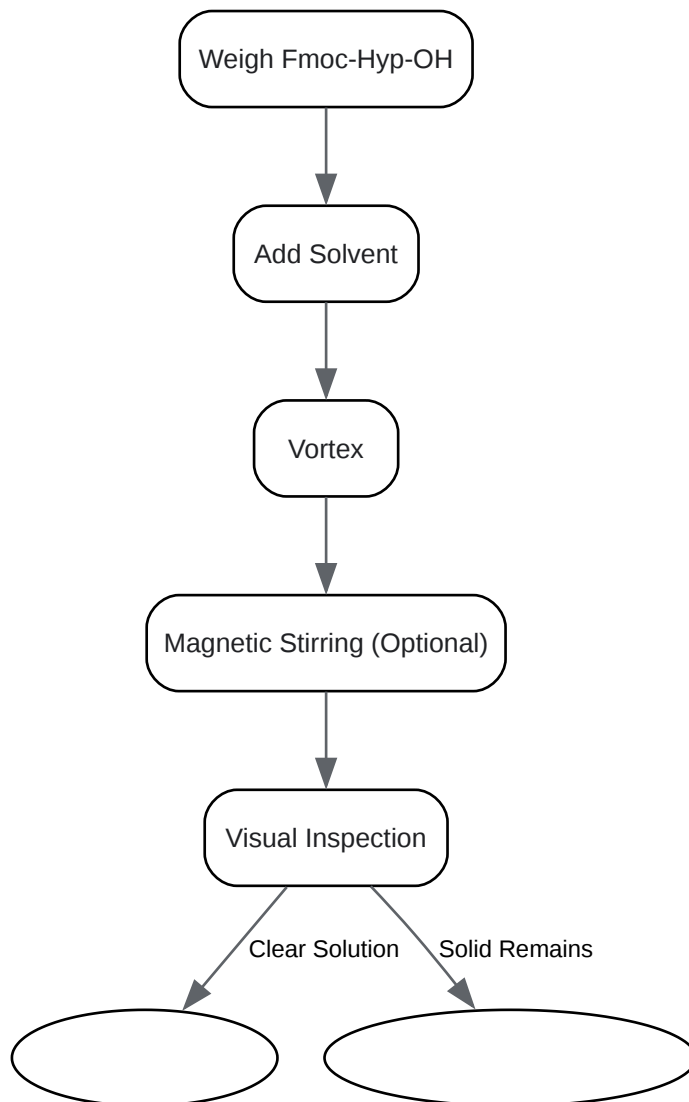 Weigh Fmoc-Hyp-OH
Add Solvent
Vortex
Magnetic Stirring (Optional)
Visual Inspection
Clear Solution
Solid Remains